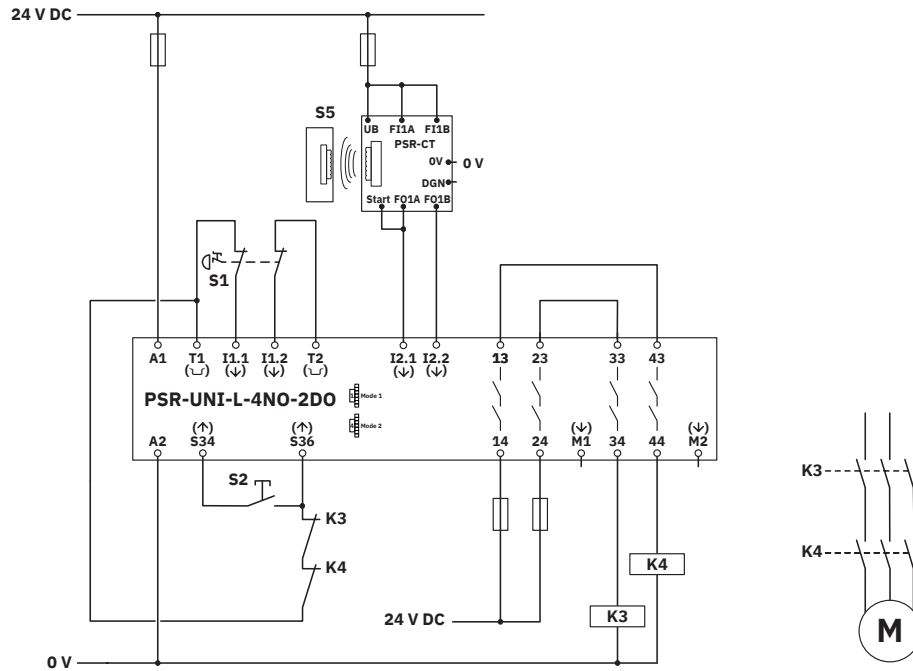 24 V DC
S5
UB FI1A FI1B
PSR-CT
0V 0 V
DGN
Start FO1A FO1B
S1
A1 T1 I1.1 I1.2 T2 I2.1 I2.2 13 23 33 43
(↓) (↓) (↓) (↓)
PSR-UNI-L-4NO-2DO
Mode 1
Mode 2
(↑) (↑) (↓) (↓)
A2 S34 S36 14 24 M1 34 44 M2
S2
K3
K4
K3
K4
K4
K3
24 V DC
M
0 V